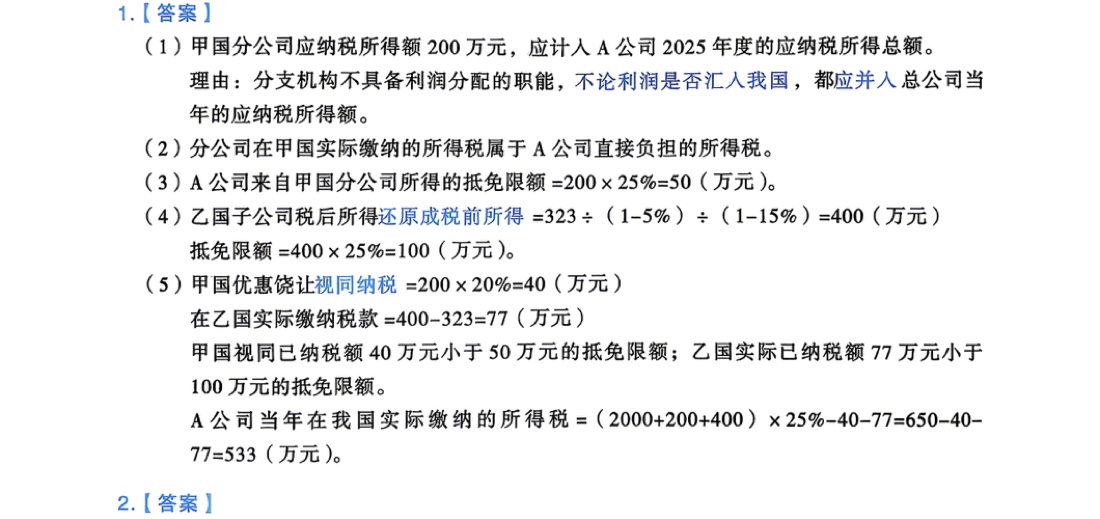 1.【答案】
（1）甲国分公司应纳税所得额 200 万元，应计入 A 公司 2025 年度的应纳税所得总额。
理由：分支机构不具备利润分配的职能，不论利润是否汇入我国，都应并入总公司当
年的应纳税所得额。
（2）分公司在甲国实际缴纳的所得税属于 A 公司直接负担的所得税。
（3）A 公司来自甲国分公司所得的抵免限额 =200×25%=50（万元）。
（4）乙国子公司税后所得还原成税前所得 =323÷（1-5%）÷（1-15%）=400（万元）
抵免限额 =400×25%=100（万元）。
（5）甲国优惠饶让视同纳税 =200×20%=40（万元）
在乙国实际缴纳税款 =400-323=77（万元）
甲国视同已纳税额 40 万元小于 50 万元的抵免限额；乙国实际已纳税额 77 万元小于
100 万元的抵免限额。
A 公司当年在我国实际缴纳的所得税 =（2000+200+400）×25%-40-77=650-40-
77=533（万元）。
2.【答案】